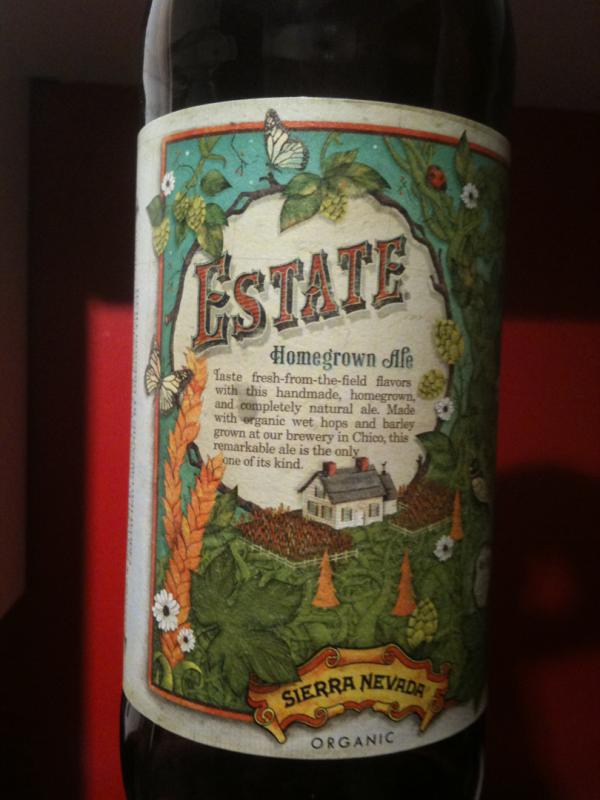 ESTATE
Homegrown Ale
Taste fresh-from-the-field flavors
with this handmade, homegrown,
and completely natural ale. Made
with organic wet hops and barley
grown at our brewery in Chico, this
remarkable ale is the only
one of its kind.
SIERRA NEVADA
ORGANIC